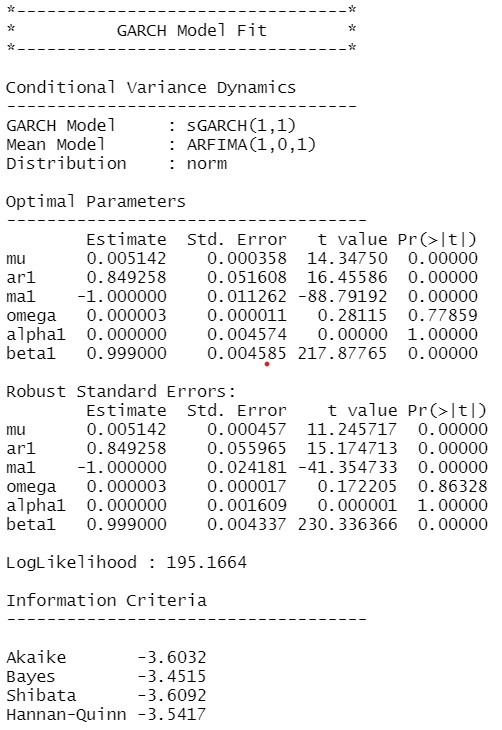 *---------------------------------*
*          GARCH Model Fit        *
*---------------------------------*

Conditional Variance Dynamics
-----------------------------------
GARCH Model     : sGARCH(1,1)
Mean Model      : ARFIMA(1,0,1)
Distribution    : norm

Optimal Parameters
------------------------------------
        Estimate  Std. Error   t value Pr(>|t|)
mu      0.005142    0.000358  14.34750  0.00000
ar1     0.849258    0.051608  16.45586  0.00000
ma1    -1.000000    0.011262 -88.79192  0.00000
omega   0.000003    0.000011   0.28115  0.77859
alpha1  0.000000    0.004574   0.00000  1.00000
beta1   0.999000    0.004585 217.87765  0.00000

Robust Standard Errors:
        Estimate  Std. Error    t value Pr(>|t|)
mu      0.005142    0.000457  11.245717  0.00000
ar1     0.849258    0.055965  15.174713  0.00000
ma1    -1.000000    0.024181 -41.354733  0.00000
omega   0.000003    0.000017   0.172205  0.86328
alpha1  0.000000    0.001609   0.000001  1.00000
beta1   0.999000    0.004337 230.336366  0.00000

LogLikelihood : 195.1664

Information Criteria
------------------------------------

Akaike       -3.6032
Bayes        -3.4515
Shibata      -3.6092
Hannan-Quinn -3.5417